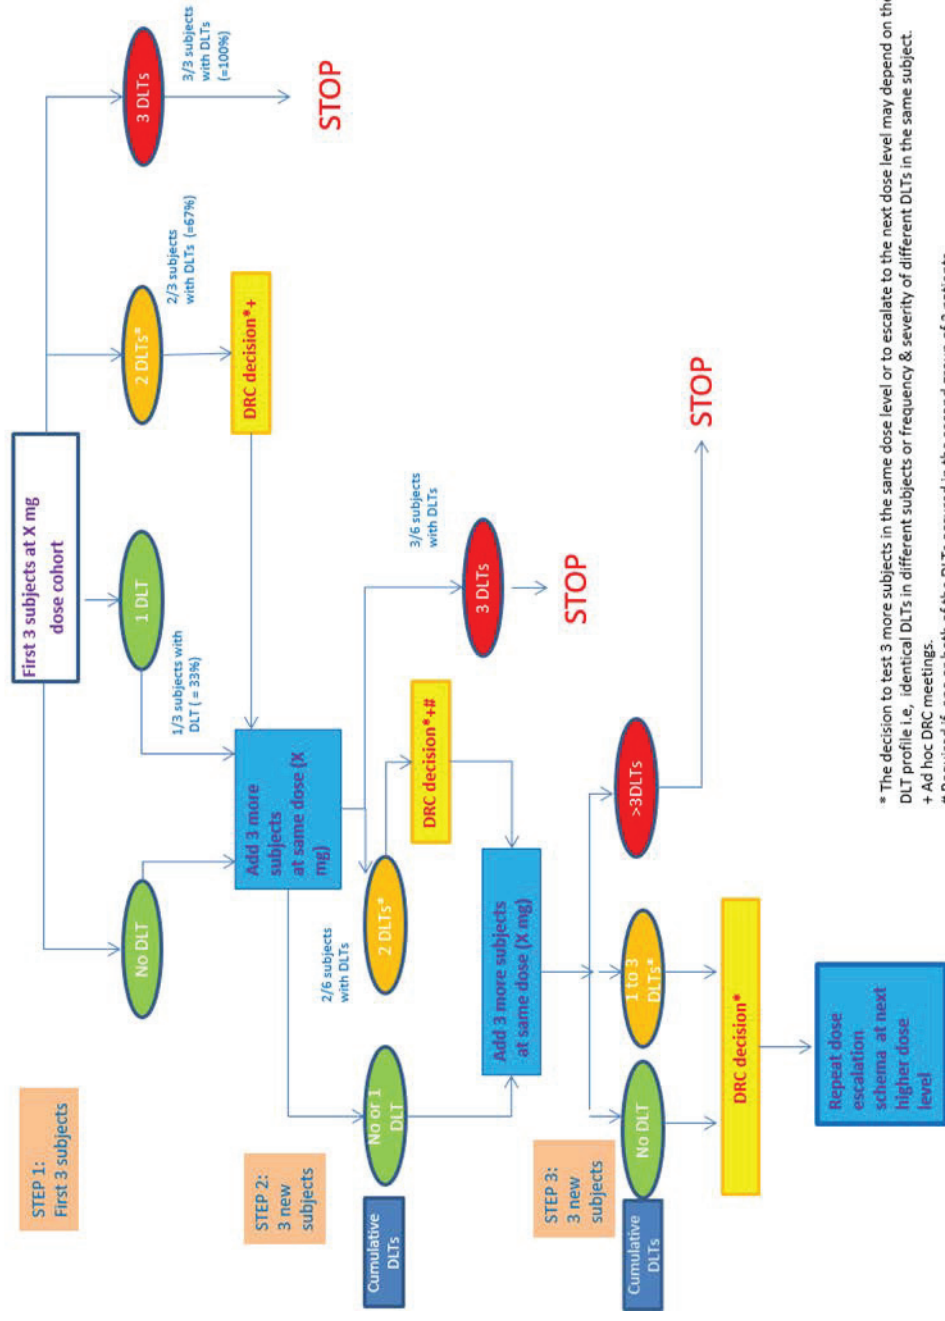 STEP 1:
First 3 subjects
First 3 subjects at X mg
dose cohort
No DLT
1 DLT
2 DLTs*
3 DLTs
1/3 subjects with
DLT ( = 33%)
2/3 subjects
with DLTs (=67%)
3/3 subjects
with DLTs
(=100%)
STOP
DRC decision*+
STEP 2:
3 new
subjects
Add 3 more
subjects
at same dose (X
mg)
2/6 subjects
with DLTs
3/6 subjects
with DLTs
Cumulative
DLTs
No or 1
DLT
2 DLTs*
DRC decision*+#
3 DLTs
STOP
STEP 3:
3 new
subjects
Add 3 more subjects
at same dose (X mg)
Cumulative
DLTs
No DLT
1 to 3
DLTs*
>3DLTs
STOP
DRC decision*
Repeat dose
escalation
schema at next
higher dose
level
* The decision to test 3 more subjects in the same dose level or to escalate to the next dose level may depend on the
DLT profile i.e, identical DLTs in different subjects or frequency & severity of different DLTs in the same subject.
+ Ad hoc DRC meetings.